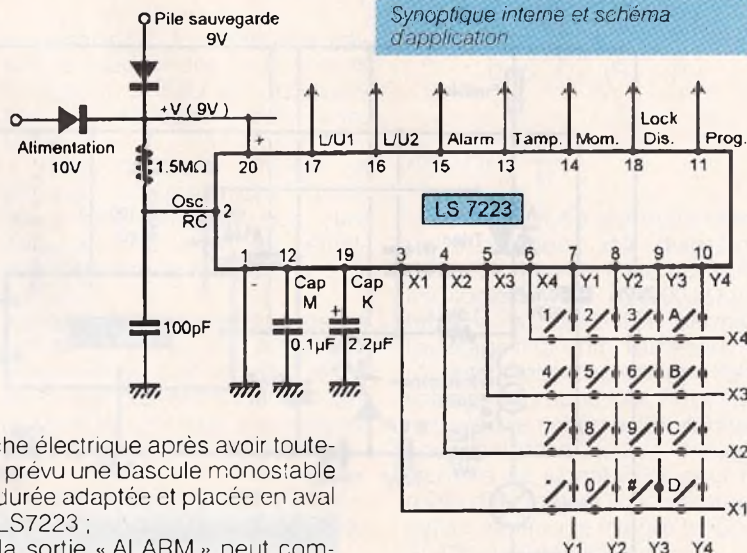 Synoptique interne et schéma
d'application
Pile sauvegarde
9V
+V ( 9V )
Alimentation
10V
1.5MΩ
Osc
RC
2
100pF
L/U1
L/U2
Alarm
Tamp.
Mom.
Lock
Dis.
Prog.
+
20
17
16
15
13
14
18
11
LS 7223
1
12
19
3
4
5
6
7
8
9
10
-
Cap
M
0.1µF
Cap
K
+
2.2µF
X1
X2
X3
X4
Y1
Y2
Y3
Y4
1
2
3
A
X4
4
5
6
B
X3
7
8
9
C
X2
*
0
#
D
X1
Y1
Y2
Y3
Y4
che électrique après avoir toute-
prévu une bascule monostable
durée adaptée et placée en aval
LS7223 ;
la sortie « ALARM » peut com-